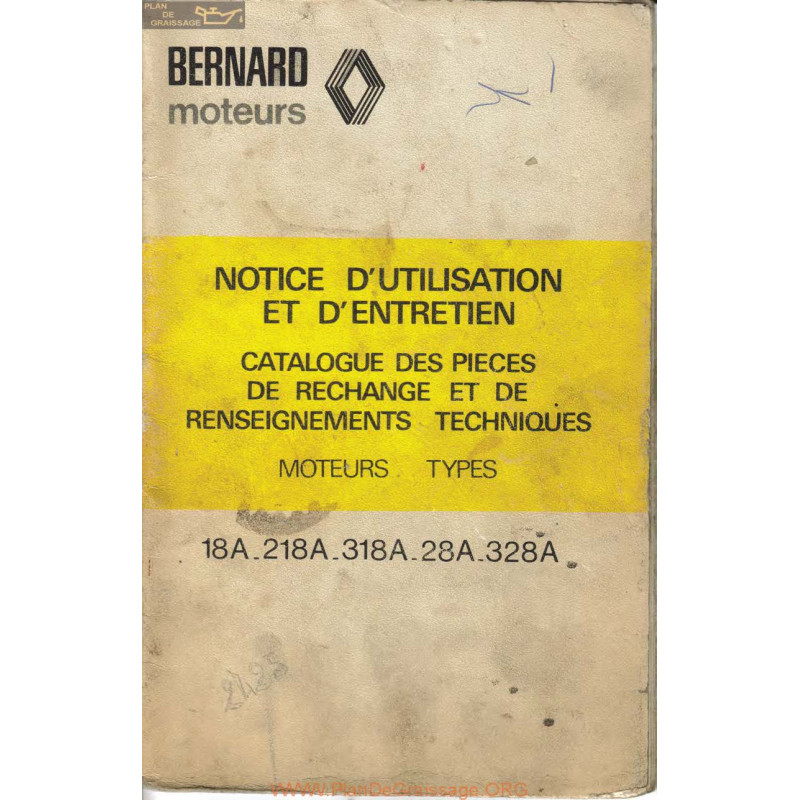 PLAN
DE
GRAISSAGE
BERNARD
moteurs
NOTICE D'UTILISATION
ET D'ENTRETIEN
CATALOGUE DES PIECES
DE RECHANGE ET DE
RENSEIGNEMENTS TECHNIQUES
MOTEURS TYPES
18A-218A-318A-28A-328A
www.PlanDeGraissage.ORG